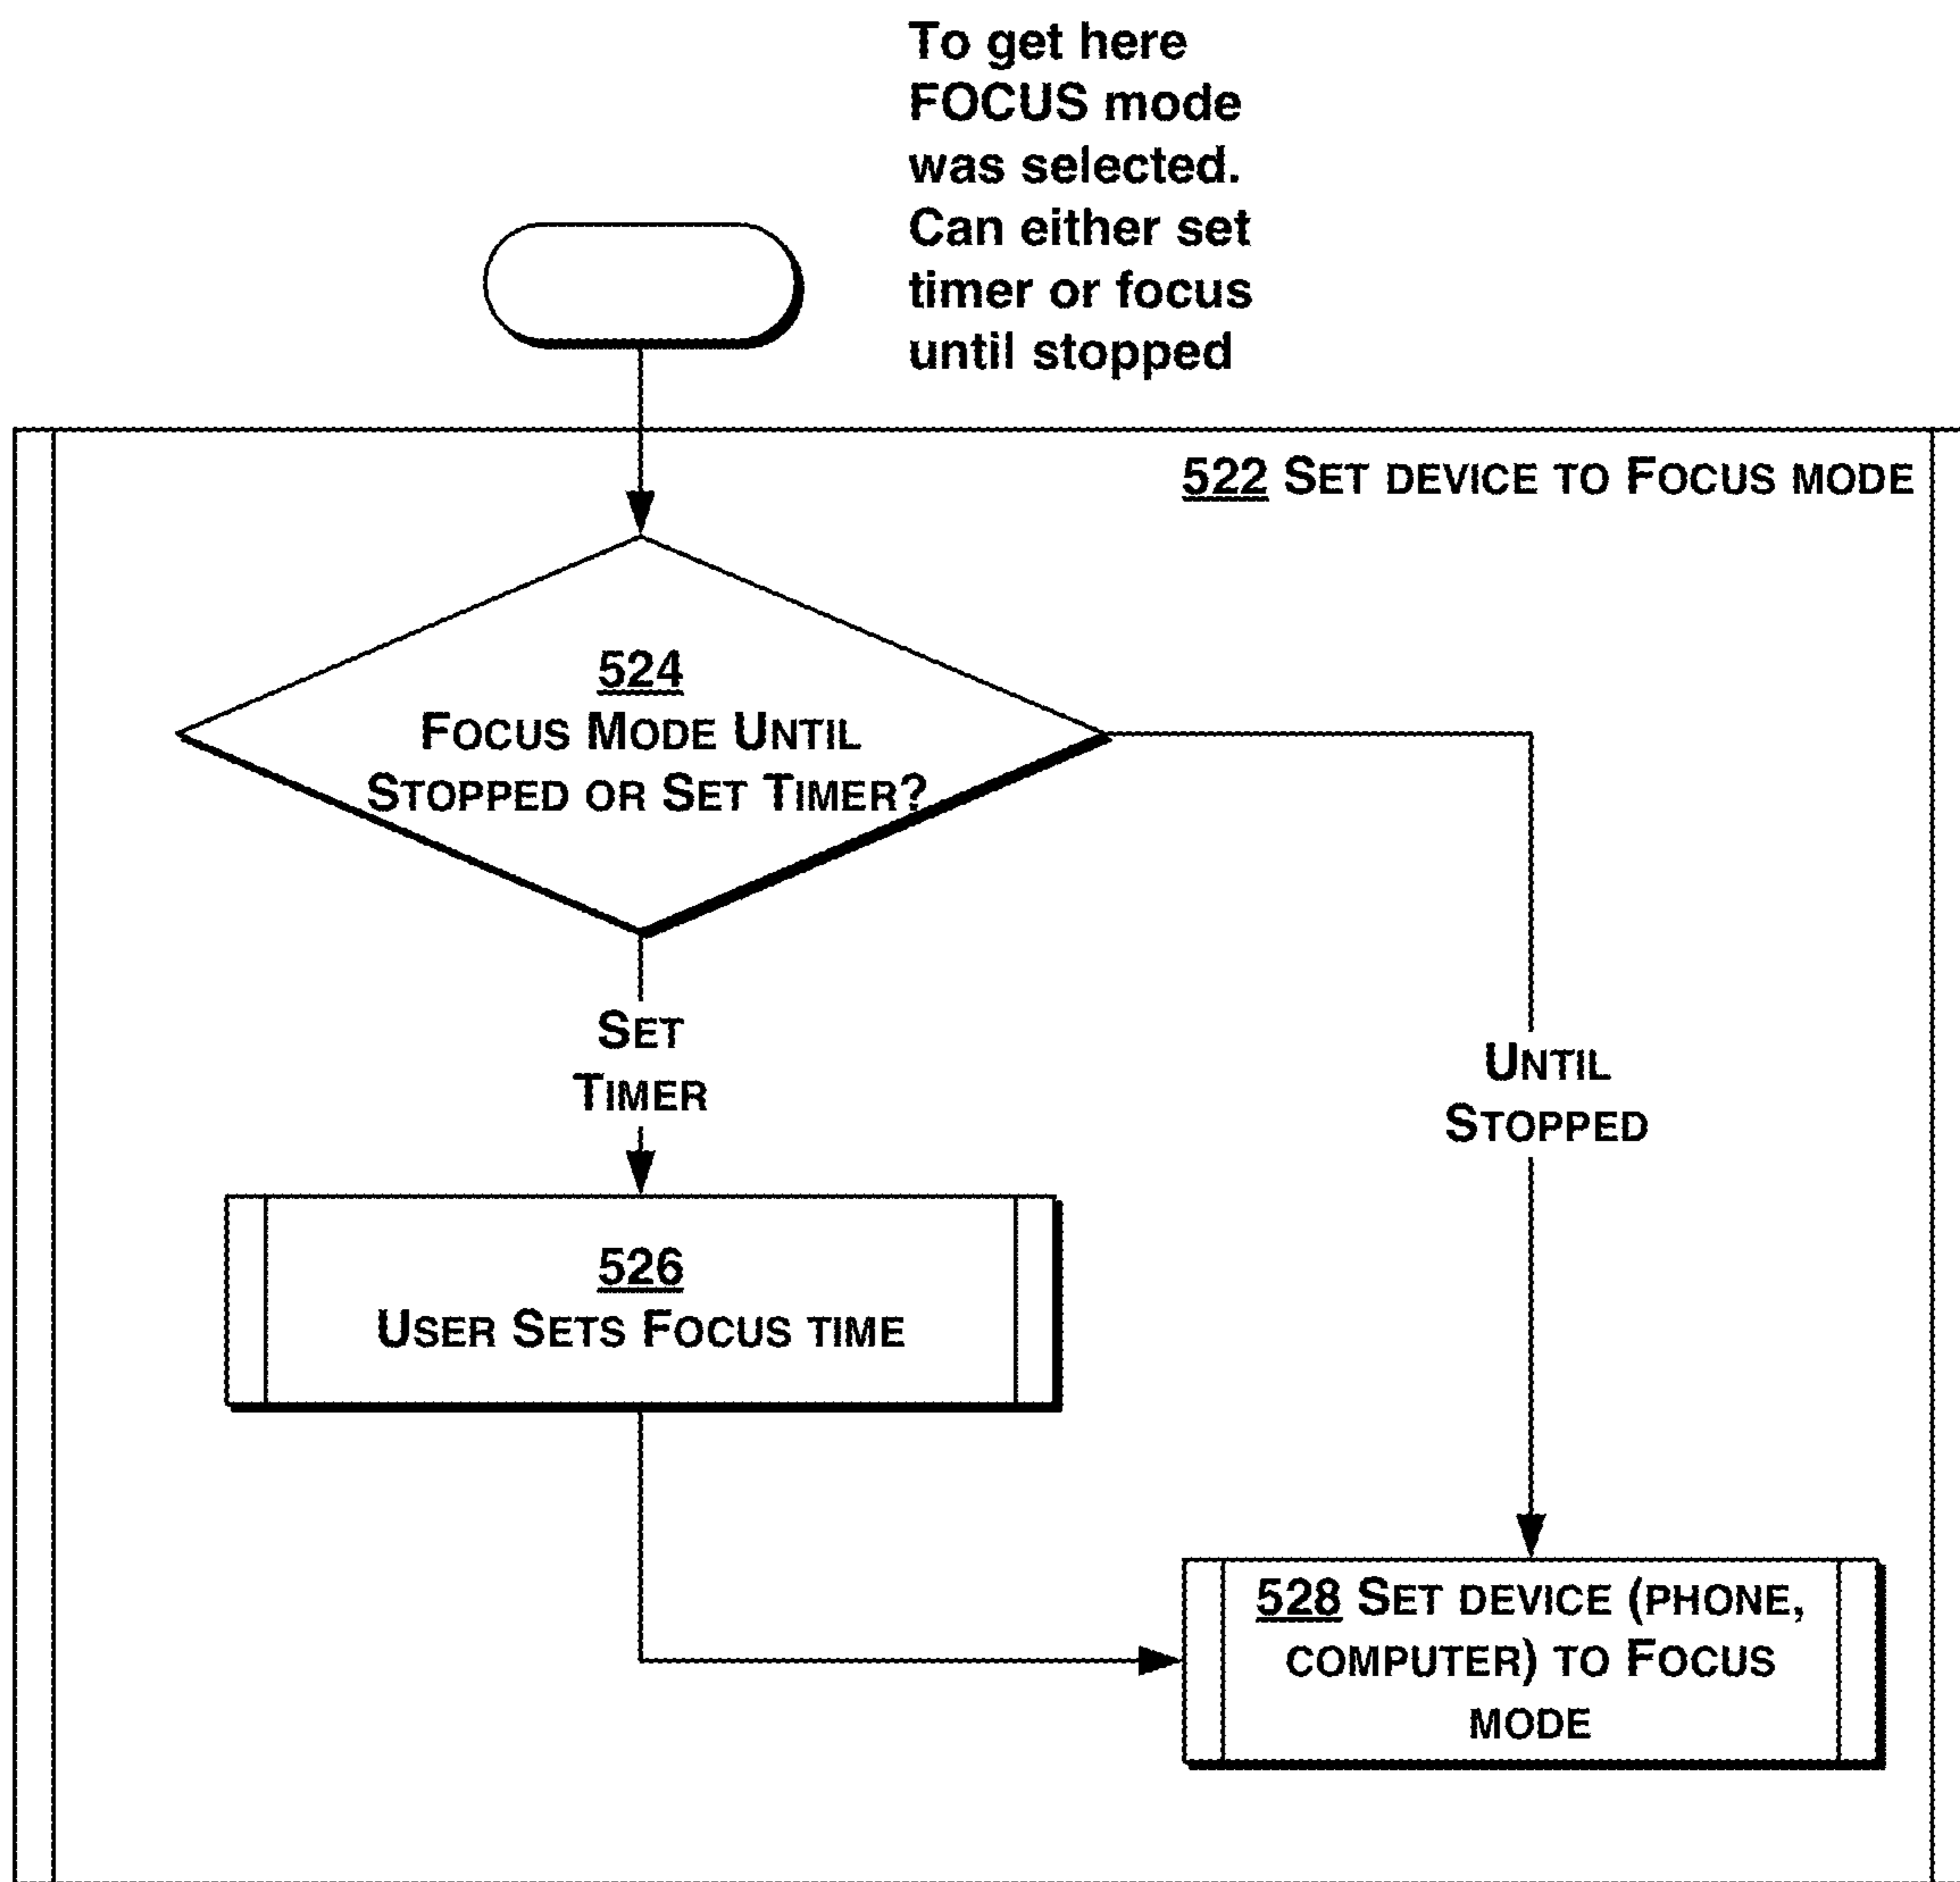 To get here
FOCUS mode
was selected.
Can either set
timer or focus
until stopped
522 SET DEVICE TO FOCUS MODE
524
FOCUS MODE UNTIL
STOPPED OR SET TIMER?
SET
TIMER
UNTIL
STOPPED
526
USER SETS FOCUS TIME
528 SET DEVICE (PHONE,
COMPUTER) TO FOCUS
MODE